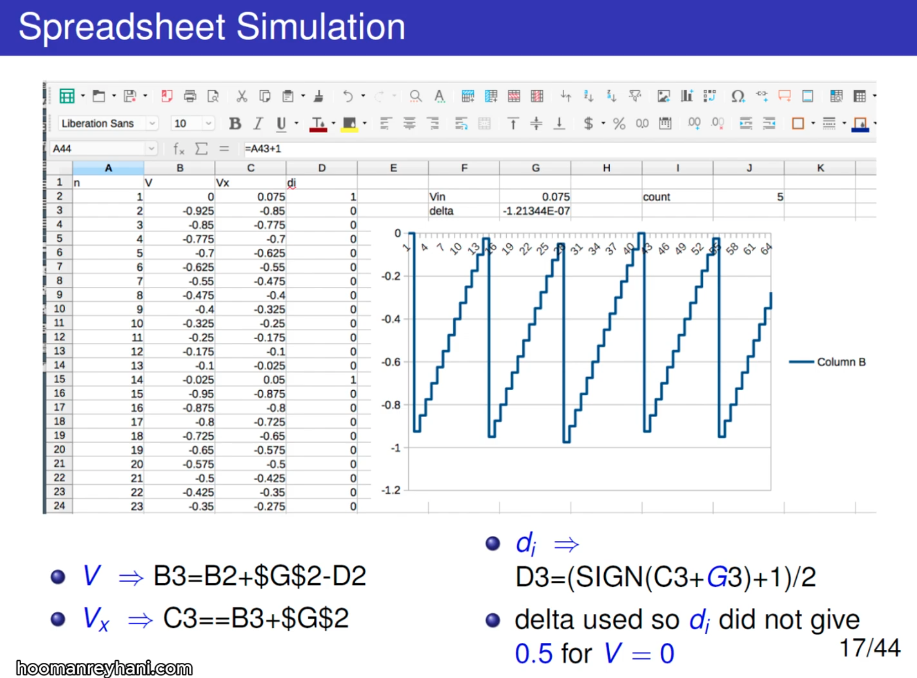 Spreadsheet Simulation
Liberation Sans 10
A44 =A43+1
A B C D E F G H I J K
1 n V Vx di
2 1 0 0.075 1 Vin 0.075 count 5
3 2 -0.925 -0.85 0 delta -1.21344E-07
4 3 -0.85 -0.775 0
5 4 -0.775 -0.7 0
6 5 -0.7 -0.625 0
7 6 -0.625 -0.55 0
8 7 -0.55 -0.475 0
9 8 -0.475 -0.4 0
10 9 -0.4 -0.325 0
11 10 -0.325 -0.25 0
12 11 -0.25 -0.175 0
13 12 -0.175 -0.1 0
14 13 -0.1 -0.025 0
15 14 -0.025 0.05 1
16 15 -0.95 -0.875 0
17 16 -0.875 -0.8 0
18 17 -0.8 -0.725 0
19 18 -0.725 -0.65 0
20 19 -0.65 -0.575 0
21 20 -0.575 -0.5 0
22 21 -0.5 -0.425 0
23 22 -0.425 -0.35 0
24 23 -0.35 -0.275 0
0
-0.2
-0.4
-0.6
-0.8
-1
-1.2
1 4 7 10 13 16 19 22 25 31 34 37 40 43 46 49 52 58 61 64
Column B
V ⇒ B3=B2+$G$2-D2
Vx ⇒ C3==B3+$G$2
di ⇒
D3=(SIGN(C3+G3)+1)/2
delta used so di did not give
0.5 for V = 0
17/44
hoomanreyhani.com